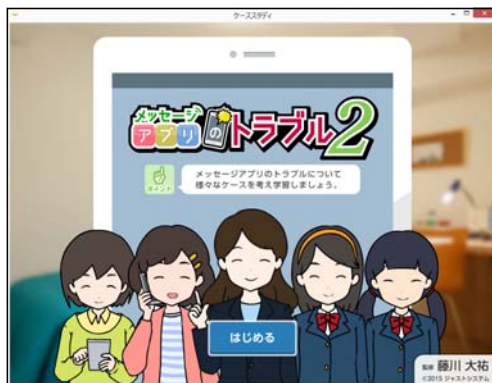 ケーススタディ
メッセージ
アプリのトラブル2
ポイント
メッセージアプリのトラブルについて
様々なケースを考え学習しましょう。
はじめる
監修 藤川 大祐
©2015 ジャストシステム